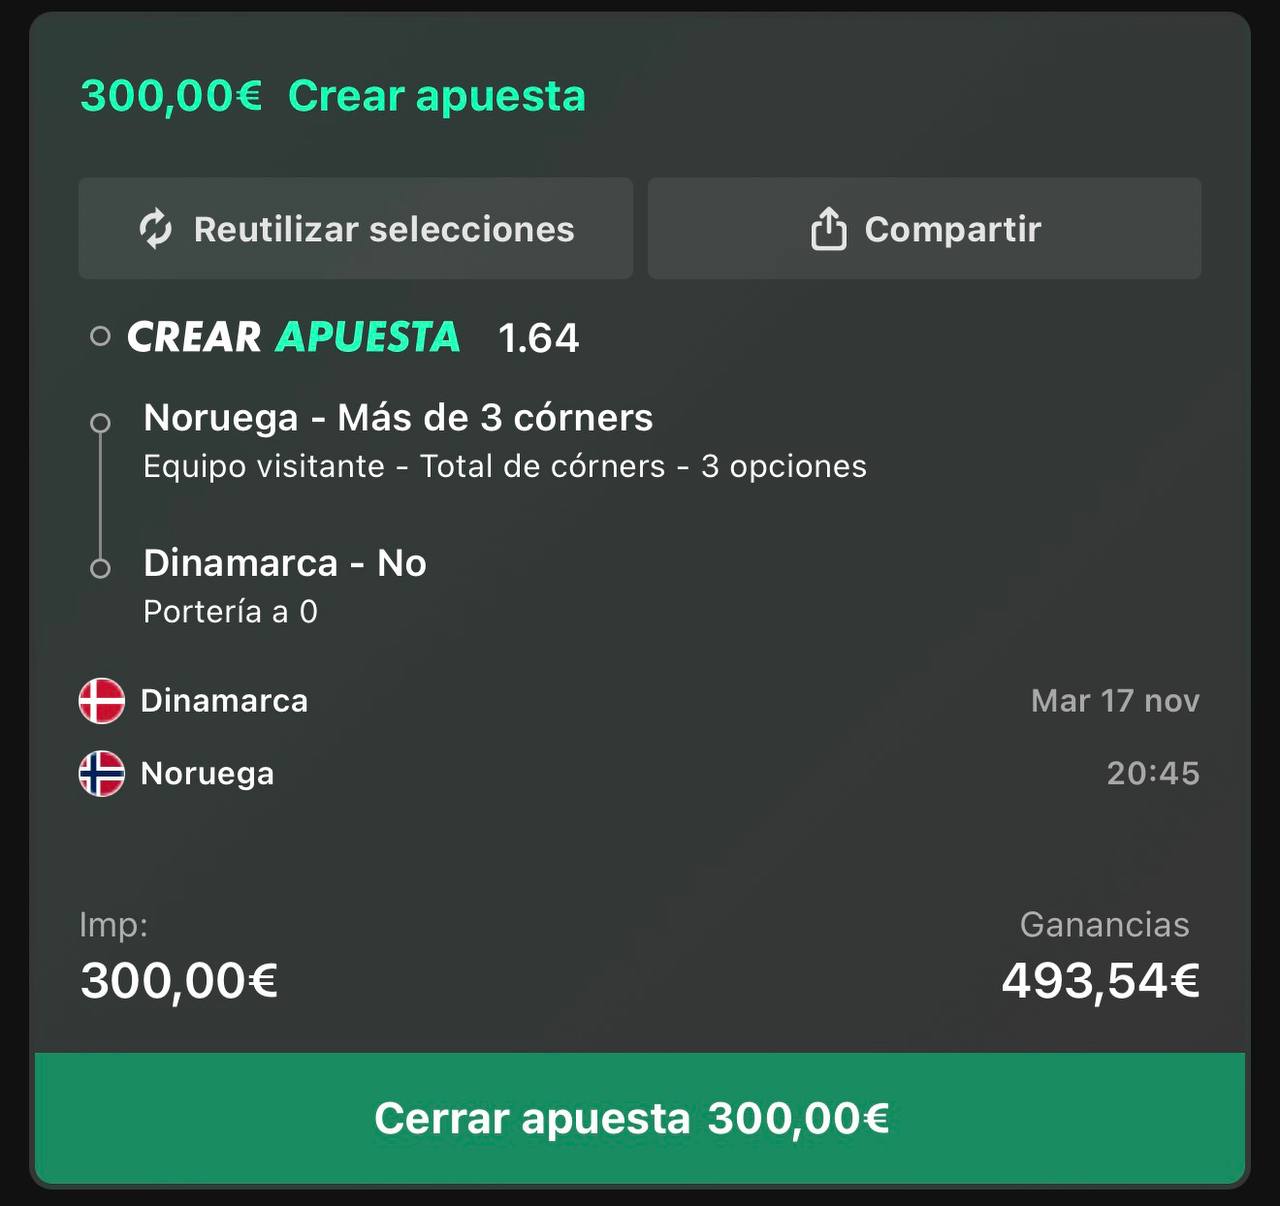 300,00€ Crear apuesta
Reutilizar selecciones
Compartir
CREAR APUESTA 1.64
Noruega - Más de 3 córners
Equipo visitante - Total de córners - 3 opciones
Dinamarca - No
Portería a 0
Dinamarca
Mar 17 nov
Noruega
20:45
Imp:
Ganancias
300,00€
493,54€
Cerrar apuesta 300,00€